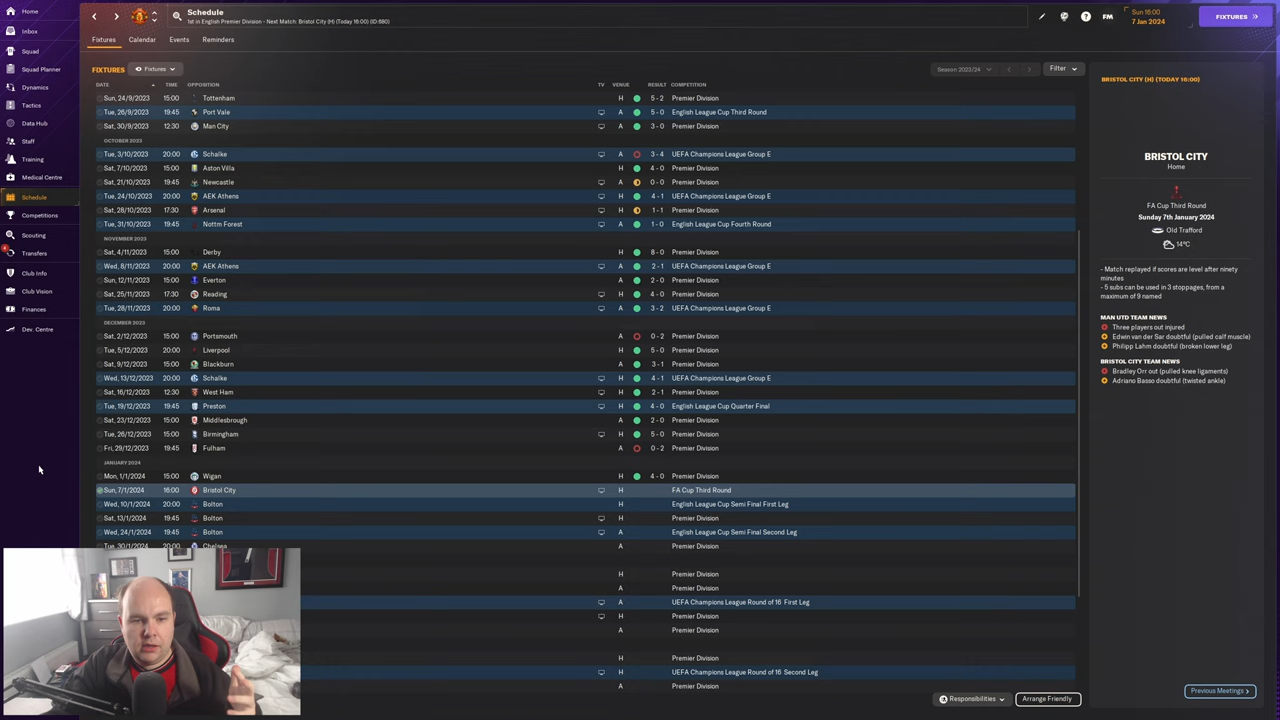 Home
Inbox
Squad
Squad Planner
Dynamics
Tactics
Data Hub
Staff
Training
Medical Centre
Schedule
Competitions
Scouting
Transfers
Club Info
Club Vision
Finances
Dev. Centre
Schedule
1st in English Premier Division - Next Match: Bristol City (H) (Today 16:00) (ID:680)
FM
Sun 16:00
7 Jan 2024
FIXTURES
Fixtures Calendar Events Reminders
FIXTURES Fixtures Season 2023/24 Filter
DATE TIME OPPOSITION TV VENUE RESULT COMPETITION
Sun, 24/9/2023 15:00 Tottenham H 5 - 2 Premier Division
Tue, 26/9/2023 19:45 Port Vale A 5 - 0 English League Cup Third Round
Sat, 30/9/2023 12:30 Man City A 3 - 0 Premier Division
OCTOBER 2023
Tue, 3/10/2023 20:00 Schalke A 3 - 4 UEFA Champions League Group E
Sat, 7/10/2023 15:00 Aston Villa H 4 - 0 Premier Division
Sat, 21/10/2023 19:45 Newcastle A 0 - 0 Premier Division
Tue, 24/10/2023 20:00 AEK Athens H 4 - 1 UEFA Champions League Group E
Sat, 28/10/2023 17:30 Arsenal H 1 - 1 Premier Division
Tue, 31/10/2023 19:45 Nottm Forest A 1 - 0 English League Cup Fourth Round
NOVEMBER 2023
Sat, 4/11/2023 15:00 Derby H 8 - 0 Premier Division
Wed, 8/11/2023 20:00 AEK Athens A 2 - 1 UEFA Champions League Group E
Sun, 12/11/2023 15:00 Everton A 2 - 0 Premier Division
Sat, 25/11/2023 17:30 Reading H 4 - 0 Premier Division
Tue, 28/11/2023 20:00 Roma H 3 - 2 UEFA Champions League Group E
DECEMBER 2023
Sat, 2/12/2023 15:00 Portsmouth A 0 - 2 Premier Division
Tue, 5/12/2023 20:00 Liverpool H 5 - 0 Premier Division
Sat, 9/12/2023 15:00 Blackburn A 3 - 1 Premier Division
Wed, 13/12/2023 20:00 Schalke H 4 - 1 UEFA Champions League Group E
Sat, 16/12/2023 12:30 West Ham H 2 - 1 Premier Division
Tue, 19/12/2023 19:45 Preston H 4 - 0 English League Cup Quarter Final
Sat, 23/12/2023 15:00 Middlesbrough A 2 - 0 Premier Division
Tue, 26/12/2023 15:00 Birmingham H 5 - 0 Premier Division
Fri, 29/12/2023 19:45 Fulham A 0 - 2 Premier Division
JANUARY 2024
Mon, 1/1/2024 15:00 Wigan H 4 - 0 Premier Division
Sun, 7/1/2024 16:00 Bristol City H FA Cup Third Round
Wed, 10/1/2024 20:00 Bolton H English League Cup Semi Final First Leg
Sat, 13/1/2024 19:45 Bolton H Premier Division
Wed, 24/1/2024 19:45 Bolton A English League Cup Semi Final Second Leg
Tue, 30/1/2024 20:00 Chelsea A Premier Division
H Premier Division
A Premier Division
A UEFA Champions League Round of 16 First Leg
H Premier Division
A Premier Division
H Premier Division
H UEFA Champions League Round of 16 Second Leg
A Premier Division
Responsibilities Arrange Friendly
BRISTOL CITY (H) (TODAY 16:00)
BRISTOL CITY
Home
FA Cup Third Round
Sunday 7th January 2024
Old Trafford
14°C
- Match replayed if scores are level after ninety
minutes
- 5 subs can be used in 3 stoppages, from a
maximum of 9 named
MAN UTD TEAM NEWS
Three players out injured
Edwin van der Sar doubtful (pulled calf muscle)
Philipp Lahm doubtful (broken lower leg)
BRISTOL CITY TEAM NEWS
Bradley Orr out (pulled knee ligaments)
Adriano Basso doubtful (twisted ankle)
Previous Meetings